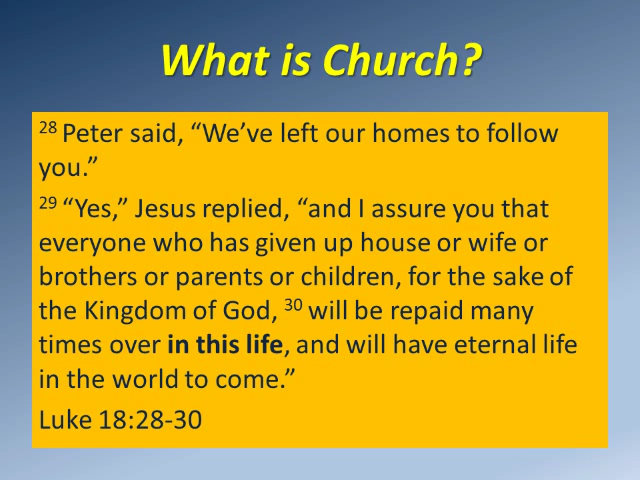 What is Church?
28 Peter said, “We’ve left our homes to follow
you.”
29 “Yes,” Jesus replied, “and I assure you that
everyone who has given up house or wife or
brothers or parents or children, for the sake of
the Kingdom of God, 30 will be repaid many
times over in this life, and will have eternal life
in the world to come.”
Luke 18:28-30